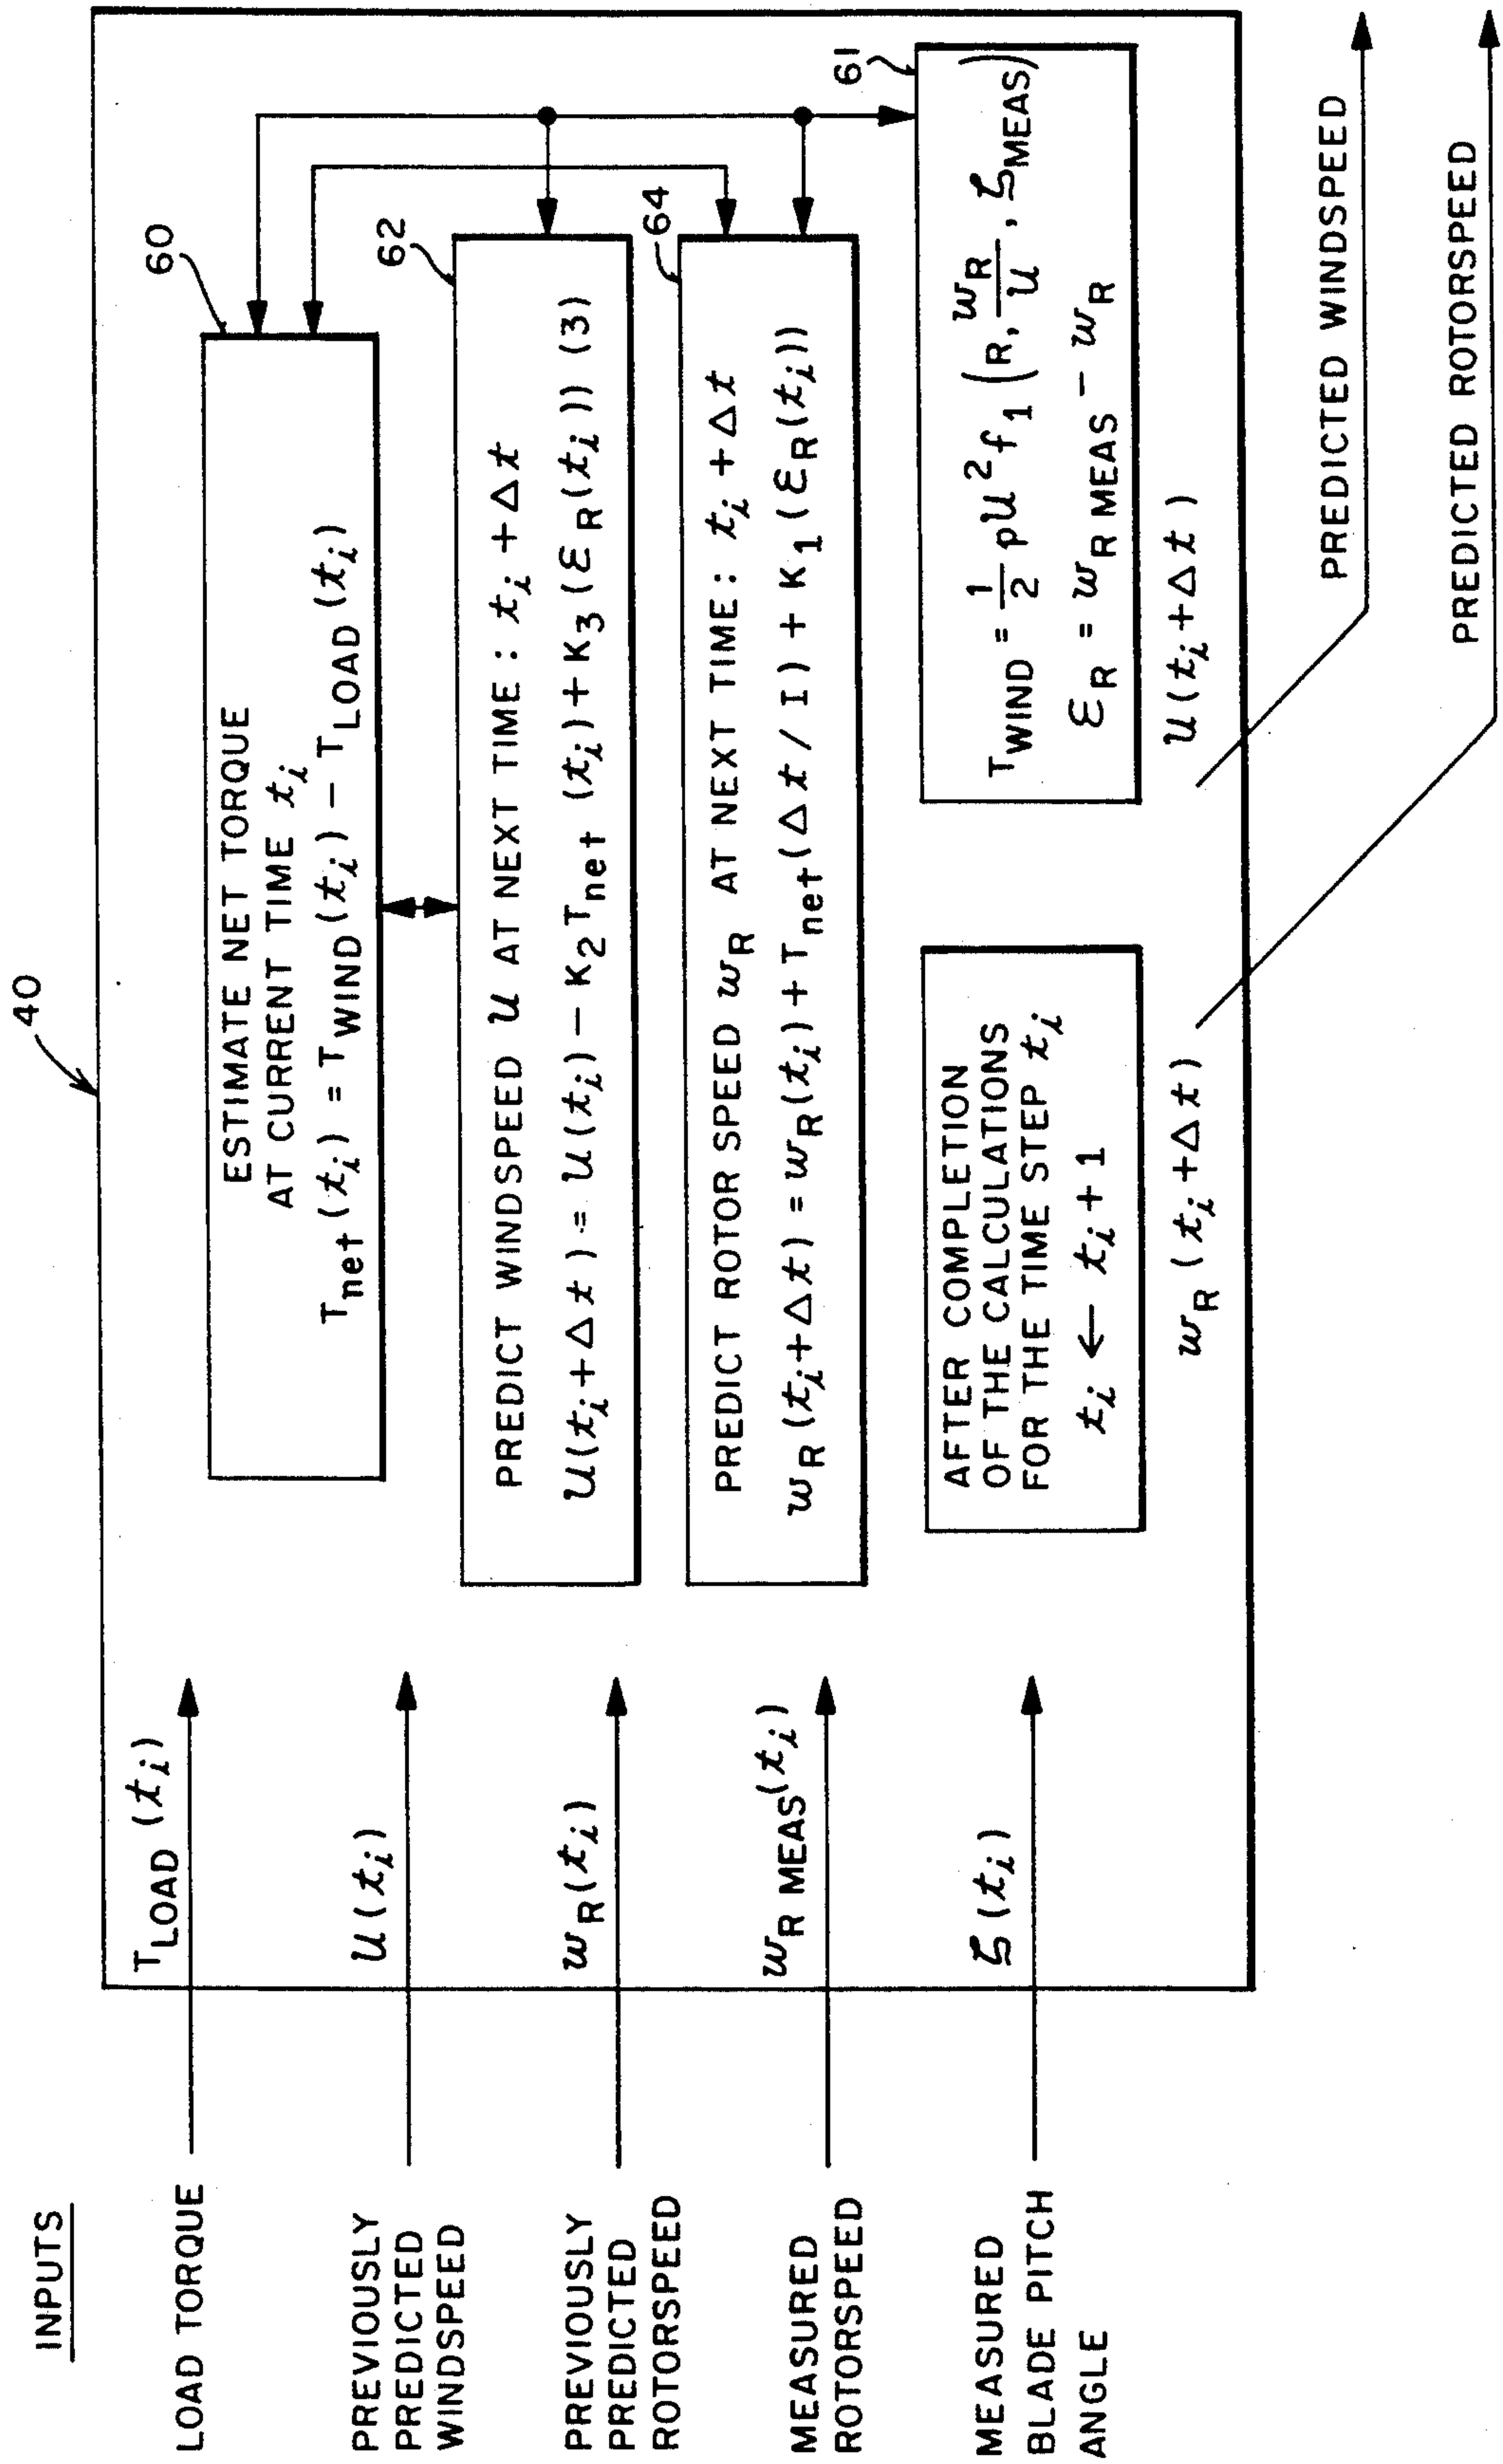 40
INPUTS
LOAD TORQUE
T_LOAD (t_i)
PREVIOUSLY
PREDICTED
WINDSPEED
U(t_i)
PREVIOUSLY
PREDICTED
ROTORSPEED
w_R(t_i)
MEASURED
ROTORSPEED
w_R MEAS(t_i)
MEASURED
BLADE PITCH
ANGLE
ζ(t_i)
60
ESTIMATE NET TORQUE
AT CURRENT TIME t_i
T_net(t_i) = T_WIND(t_i) − T_LOAD(t_i)
62
PREDICT WINDSPEED U AT NEXT TIME: t_i + Δt
U(t_i + Δt) = U(t_i) − K_2 T_net (t_i) + K_3 (ε_R(t_i)) (3)
64
PREDICT ROTOR SPEED w_R AT NEXT TIME: t_i + Δt
w_R(t_i + Δt) = w_R(t_i) + T_net(Δt / I) + K_1(ε_R(t_i))
AFTER COMPLETION
OF THE CALCULATIONS
FOR THE TIME STEP t_i
t_i ← t_i + 1
61
T_WIND = 1/2 pU² f_1 (R, w_R/U, ζ_MEAS)
ε_R = w_R MEAS − w_R
w_R (t_i + Δt)
U(t_i + Δt)
PREDICTED WINDSPEED
PREDICTED ROTORSPEED